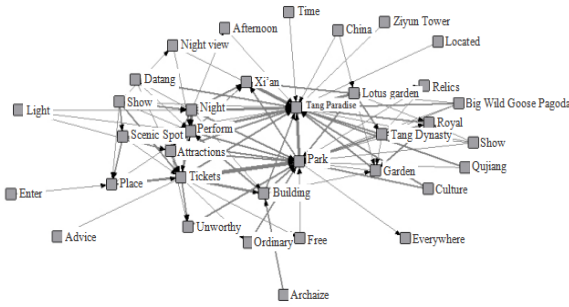 Time
Afternoon
China
Ziyun Tower
Night view
Located
Datang
Xi'an
Lotus garden
Relics
Show
Light
Night
Tang Paradise
Big Wild Goose Pagoda
Scenic Spot
Perform
Royal
Tang Dynasty
Show
Attractions
Park
Qujiang
Enter
Place
Tickets
Garden
Building
Culture
Advice
Unworthy
Ordinary
Free
Everywhere
Archaize